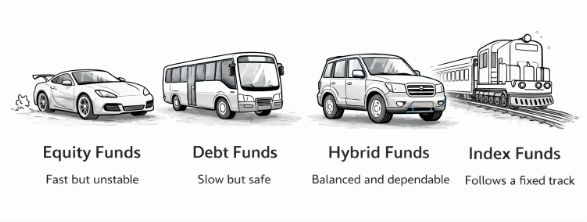 Equity Funds
Fast but unstable
Debt Funds
Slow but safe
Hybrid Funds
Balanced and dependable
Index Funds
Follows a fixed track